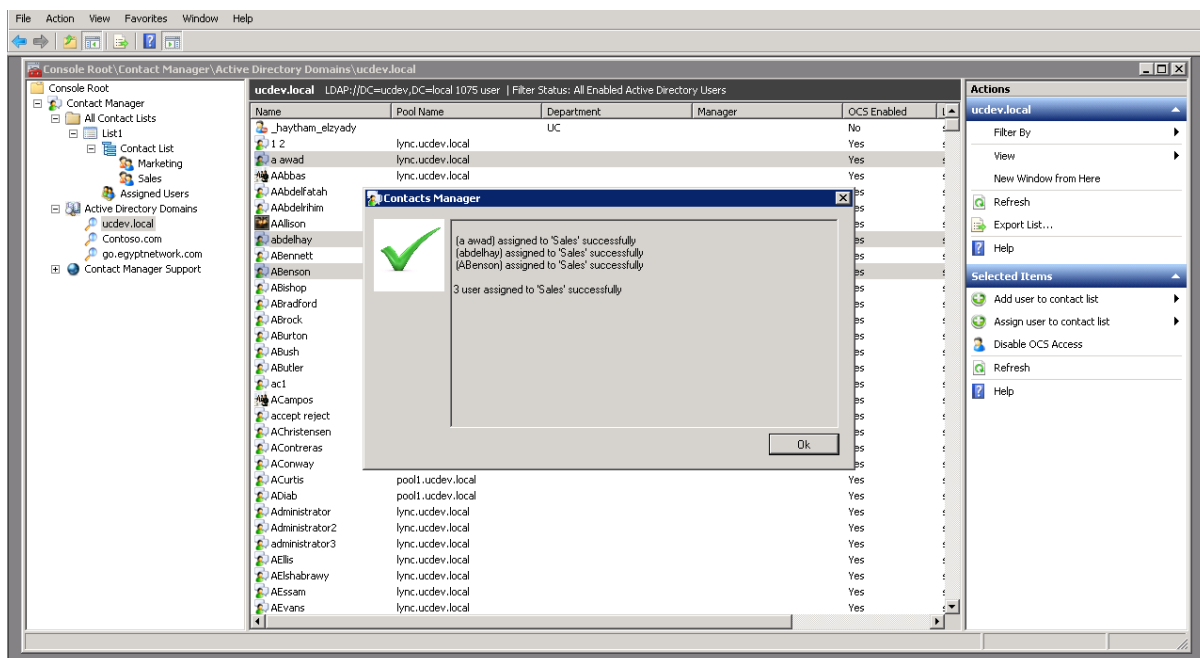 File Action View Favorites Window Help
Console Root\Contact Manager\Active Directory Domains\ucdev.local
Console Root
Contact Manager
All Contact Lists
List1
Contact List
Marketing
Sales
Assigned Users
Active Directory Domains
ucdev.local
Contoso.com
go.egyptnetwork.com
Contact Manager Support
ucdev.local LDAP://DC=ucdev,DC=local 1075 user | Filter Status: All Enabled Active Directory Users
Name Pool Name Department Manager OCS Enabled
_haytham_elzyady UC No
1 2 lync.ucdev.local Yes
a awad lync.ucdev.local Yes
AAbbas lync.ucdev.local Yes
AAbdelfatah
AAbdelrihim
AAllison
abdelhay
ABennett
ABenson
ABishop
ABradford
ABrock
ABurton
ABush
AButler
ac1
ACampos
accept reject
AChristensen
AContreras
AConway
ACurtis pool1.ucdev.local Yes
ADiab pool1.ucdev.local Yes
Administrator lync.ucdev.local Yes
Administrator2 lync.ucdev.local Yes
administrator3 lync.ucdev.local Yes
AEllis lync.ucdev.local Yes
AElshabrawy lync.ucdev.local Yes
AEssam lync.ucdev.local Yes
AEvans lync.ucdev.local Yes
Contacts Manager
(a awad) assigned to 'Sales' successfully
(abdelhay) assigned to 'Sales' successfully
(ABenson) assigned to 'Sales' successfully
3 user assigned to 'Sales' successfully
Ok
Actions
ucdev.local
Filter By
View
New Window from Here
Refresh
Export List...
Help
Selected Items
Add user to contact list
Assign user to contact list
Disable OCS Access
Refresh
Help